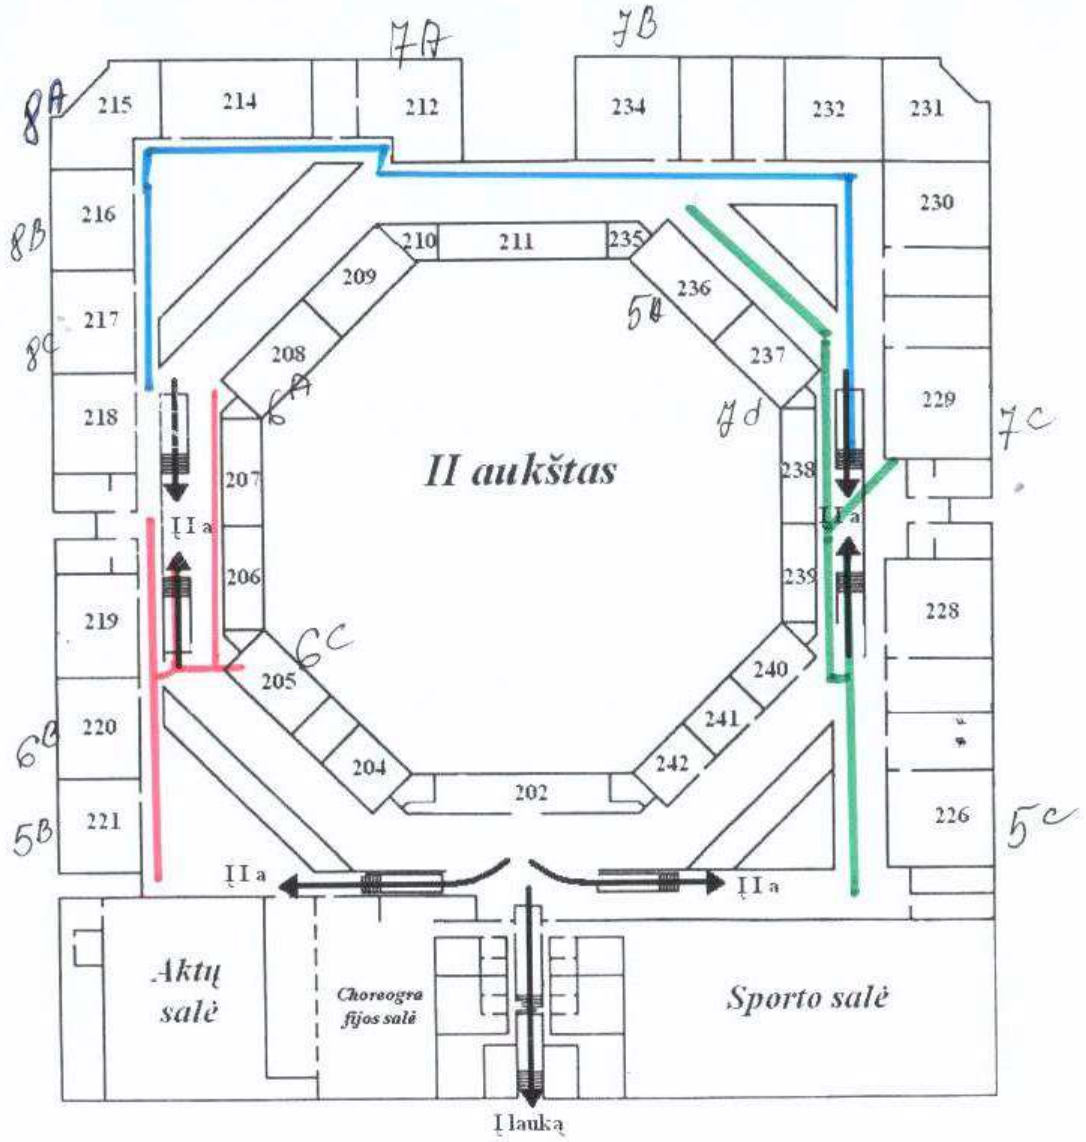 7A
7B
8A
215
214
212
234
232
231
8B
216
230
210
211
235
209
236
5A
8C
217
208
237
6A
7d
218
229
7C
207
II aukštas
238
Į I a
Į I a
206
239
219
228
6C
205
240
6B
220
241
204
242
202
5B
221
226
5C
Į I a
Į I a
Aktų
salė
Choreogra
fijos salė
Sporto salė
Į lauką